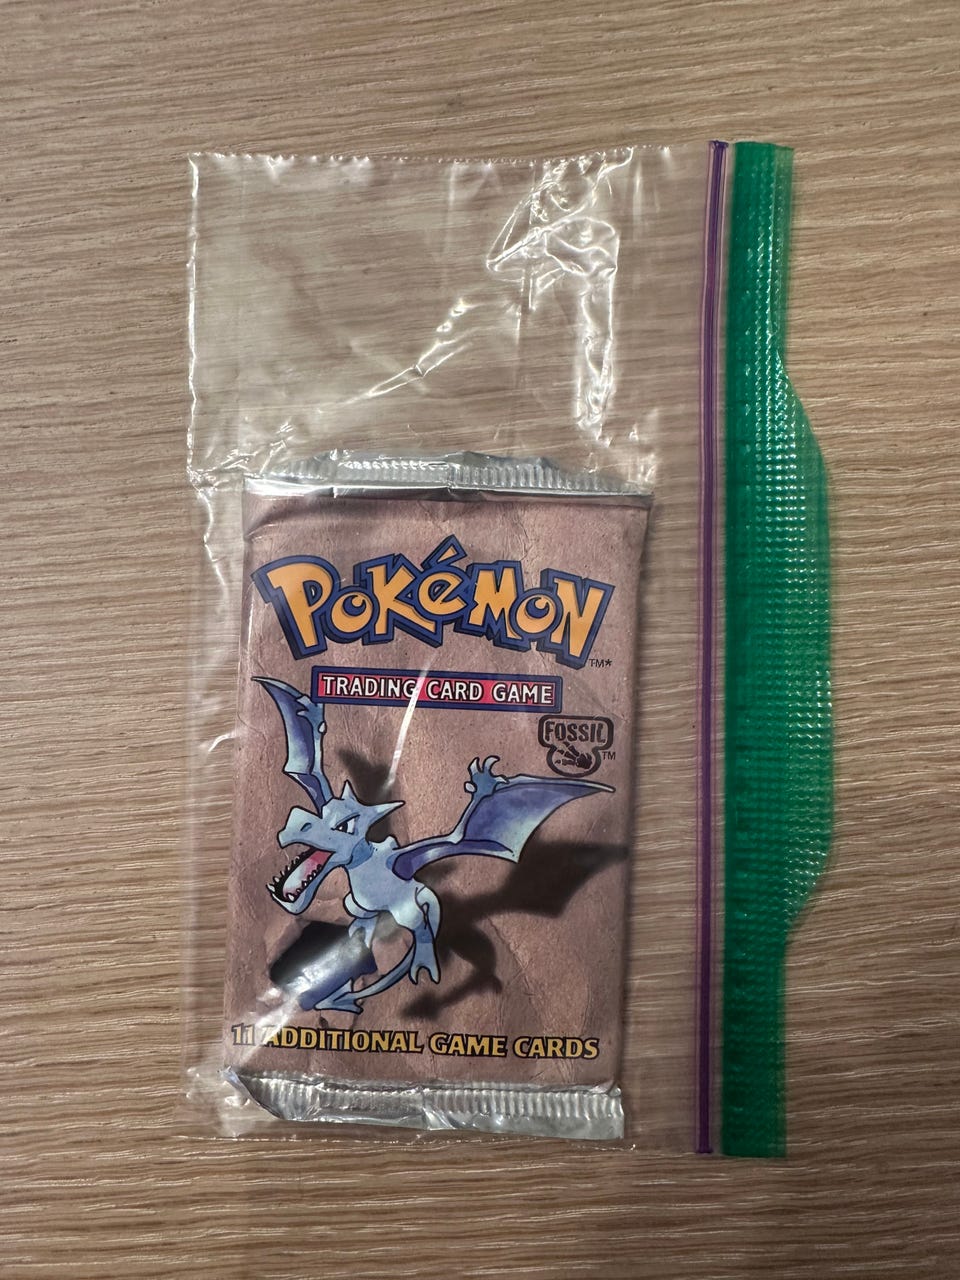 POKéMON
TM*
TRADING CARD GAME
FOSSIL
TM
11 ADDITIONAL GAME CARDS